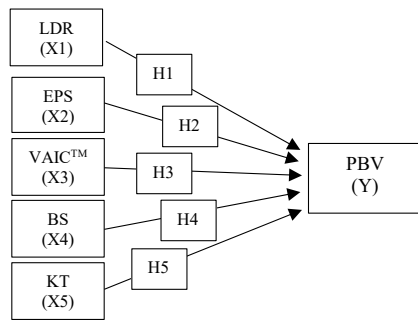 LDR
(X1)
H1
EPS
(X2)
H2
VAIC™
(X3)
H3
PBV
(Y)
BS
(X4)
H4
KT
(X5)
H5